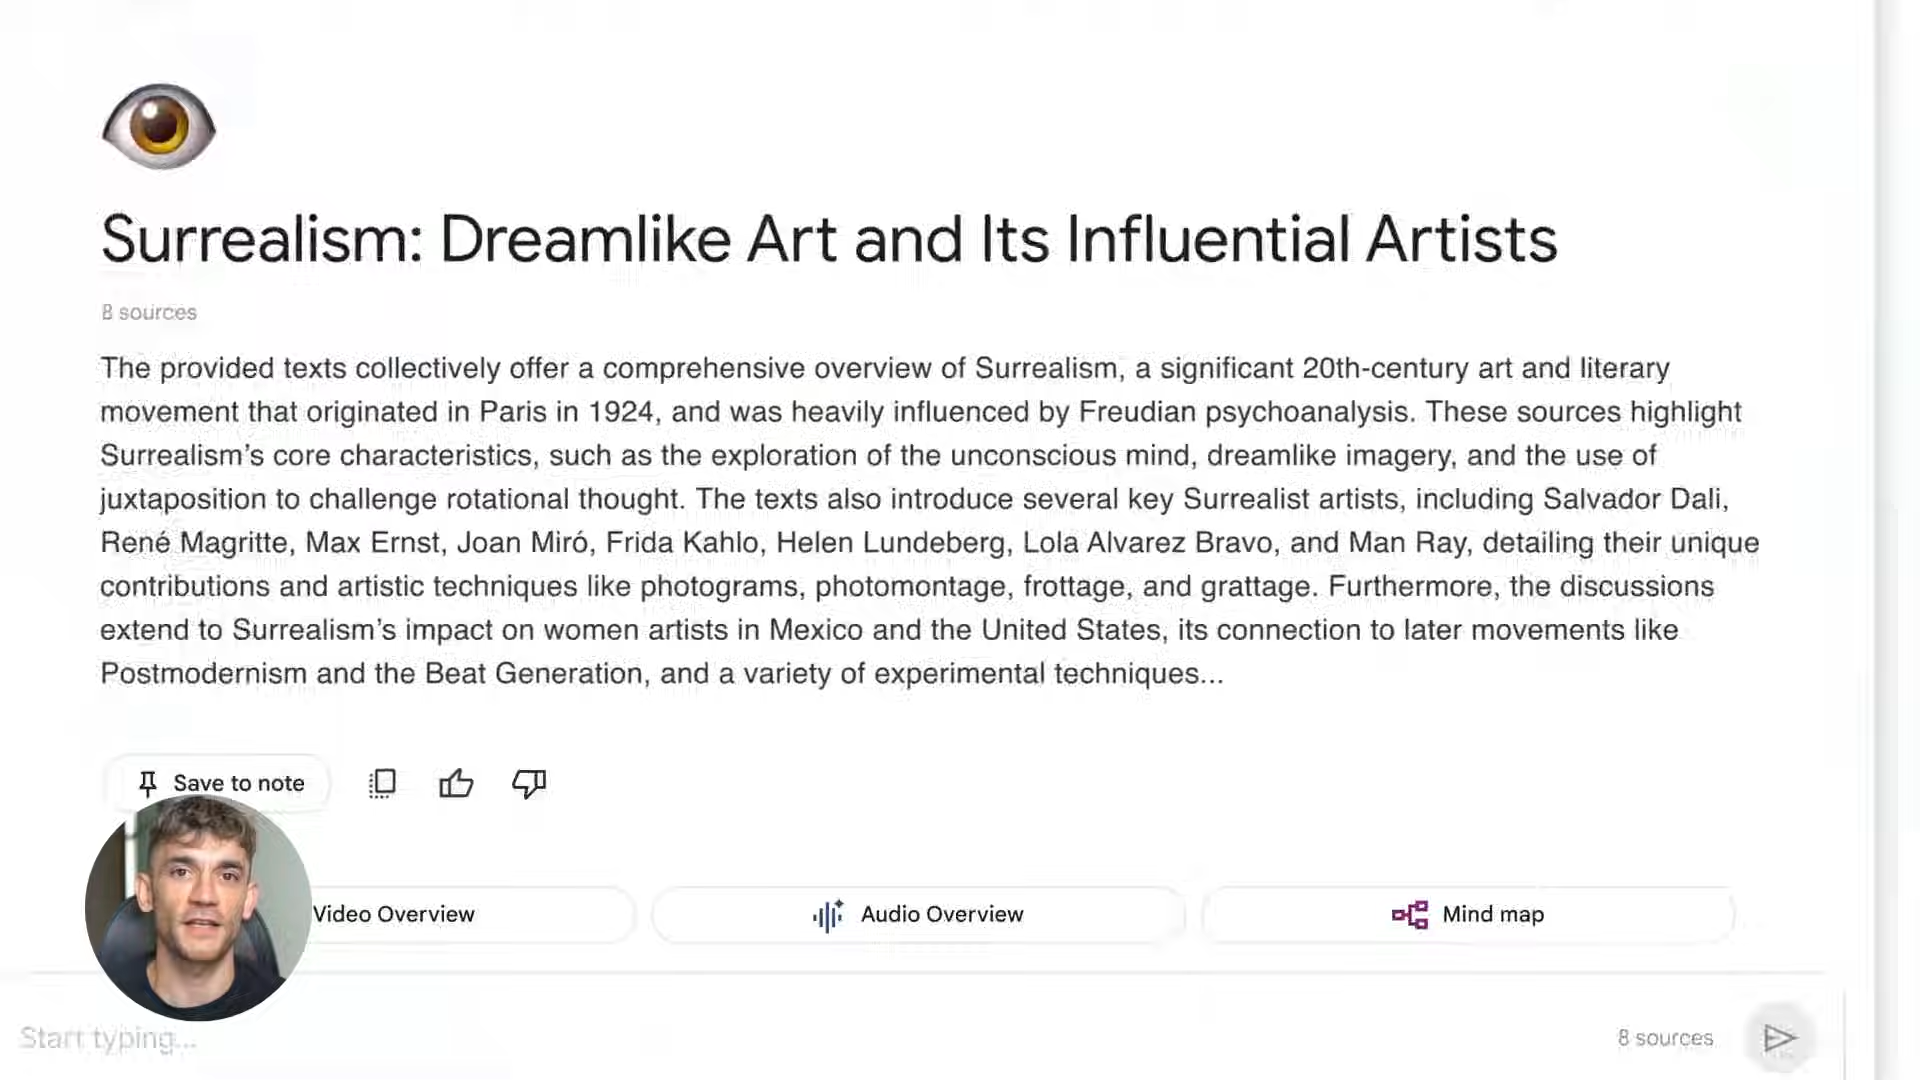 Surrealism: Dreamlike Art and Its Influential Artists
8 sources
The provided texts collectively offer a comprehensive overview of Surrealism, a significant 20th-century art and literary
movement that originated in Paris in 1924, and was heavily influenced by Freudian psychoanalysis. These sources highlight
Surrealism’s core characteristics, such as the exploration of the unconscious mind, dreamlike imagery, and the use of
juxtaposition to challenge rotational thought. The texts also introduce several key Surrealist artists, including Salvador Dali,
René Magritte, Max Ernst, Joan Miró, Frida Kahlo, Helen Lundeberg, Lola Alvarez Bravo, and Man Ray, detailing their unique
contributions and artistic techniques like photograms, photomontage, frottage, and grattage. Furthermore, the discussions
extend to Surrealism’s impact on women artists in Mexico and the United States, its connection to later movements like
Postmodernism and the Beat Generation, and a variety of experimental techniques...
Save to note
Video Overview
Audio Overview
Mind map
Start typing...
8 sources